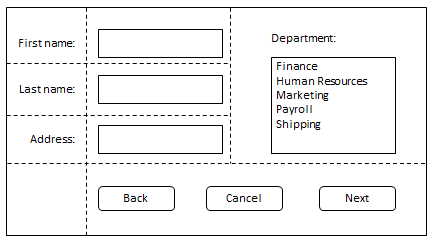 First name:
Last name:
Address:
Department:
Finance
Human Resources
Marketing
Payroll
Shipping
Back
Cancel
Next